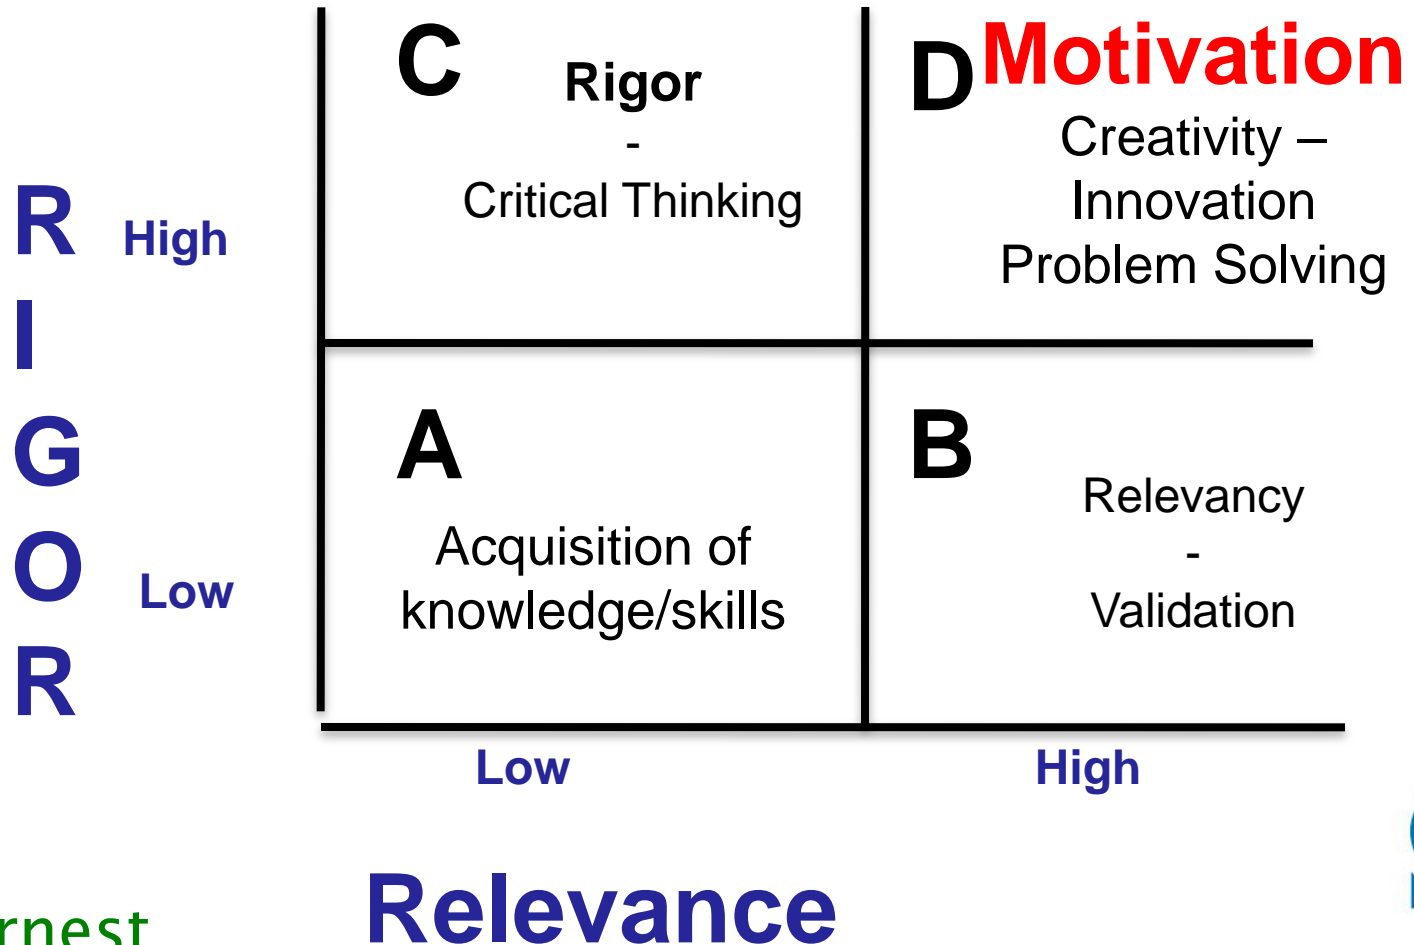 C
Rigor
-
Critical Thinking
D
Motivation
Creativity –
Innovation
Problem Solving
RIGOR
High
Low
A
Acquisition of
knowledge/skills
B
Relevancy
-
Validation
Low
High
Relevance